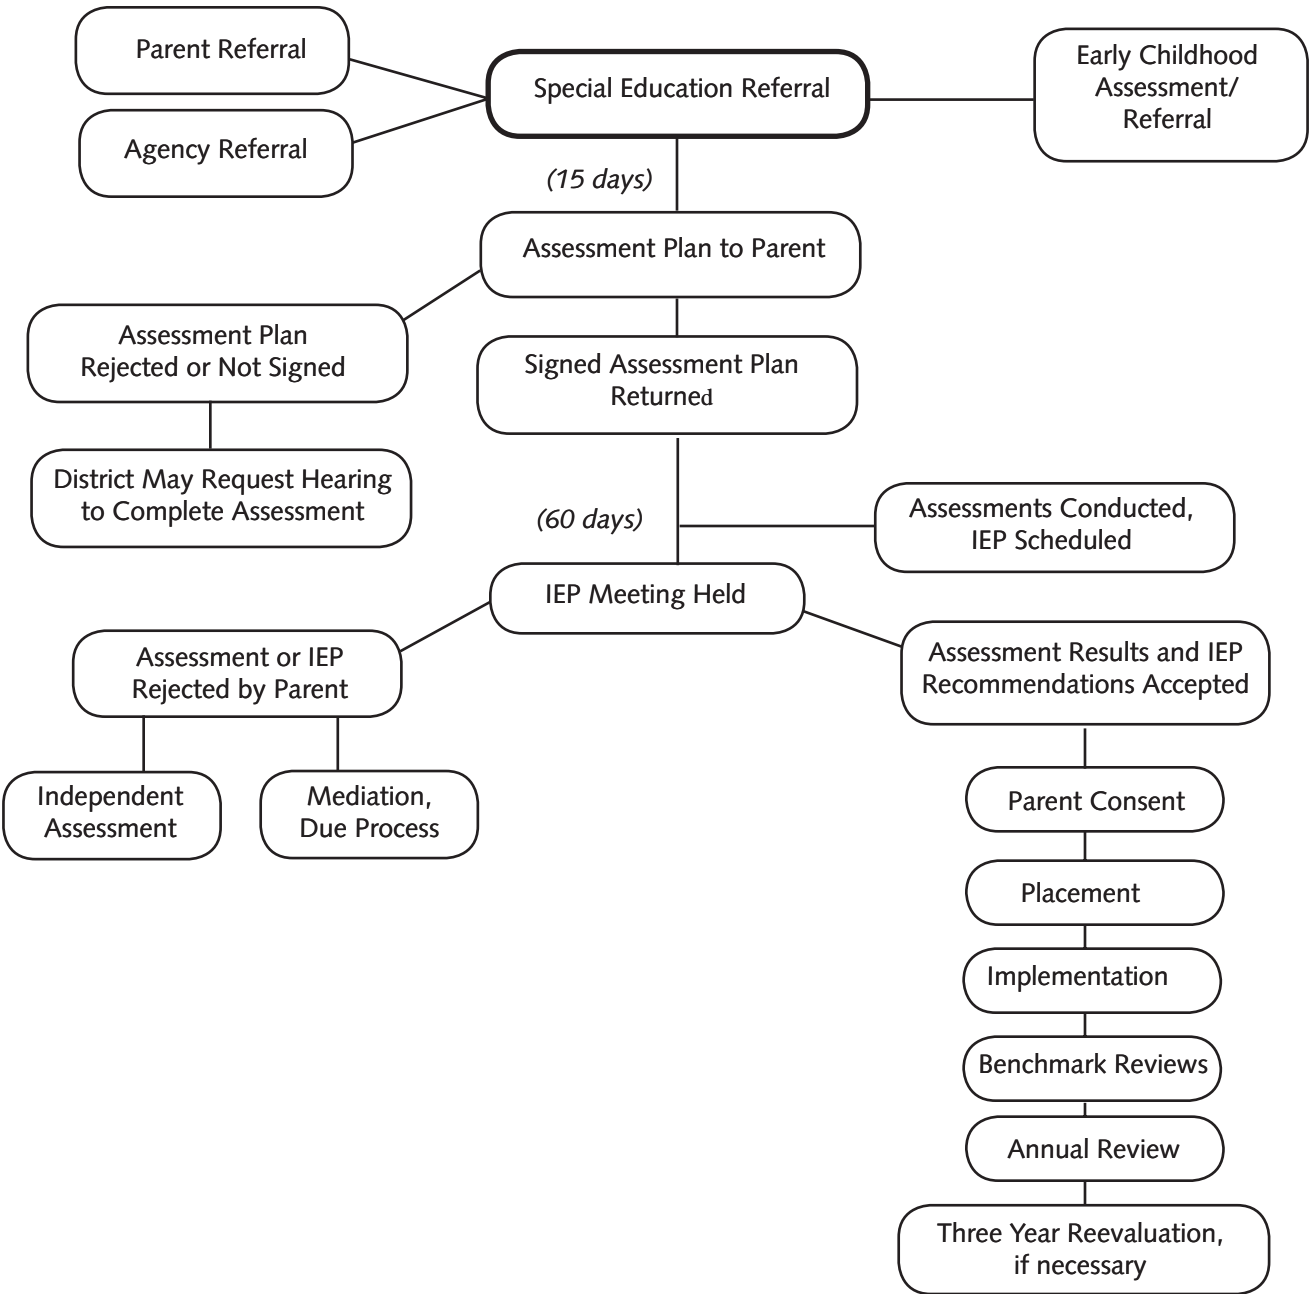 Parent Referral
Special Education Referral
Early Childhood
Assessment/
Referral
Agency Referral
(15 days)
Assessment Plan to Parent
Assessment Plan
Rejected or Not Signed
Signed Assessment Plan
Returned
District May Request Hearing
to Complete Assessment
(60 days)
Assessments Conducted,
IEP Scheduled
IEP Meeting Held
Assessment or IEP
Rejected by Parent
Assessment Results and IEP
Recommendations Accepted
Independent
Assessment
Mediation,
Due Process
Parent Consent
Placement
Implementation
Benchmark Reviews
Annual Review
Three Year Reevaluation,
if necessary